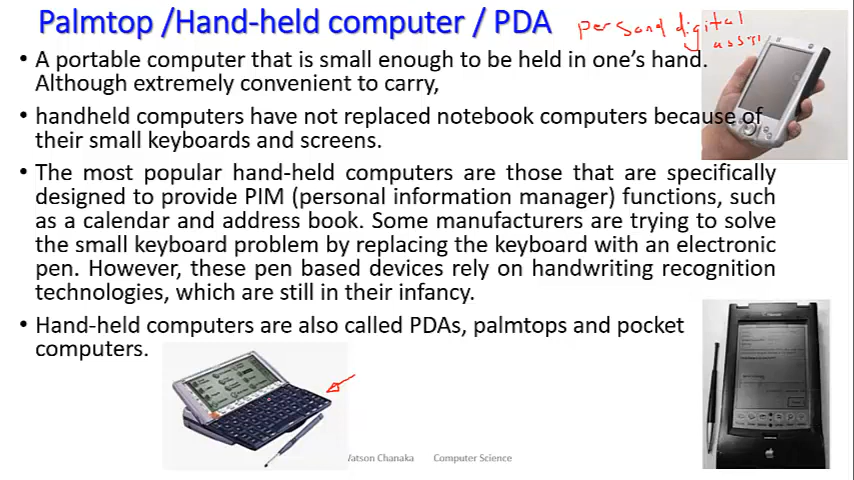 Palmtop /Hand-held computer / PDA
personal digital
• A portable computer that is small enough to be held in one's hand.
Although extremely convenient to carry,
• handheld computers have not replaced notebook computers because of
their small keyboards and screens.
• The most popular hand-held computers are those that are specifically
designed to provide PIM (personal information manager) functions, such
as a calendar and address book. Some manufacturers are trying to solve
the small keyboard problem by replacing the keyboard with an electronic
pen. However, these pen based devices rely on handwriting recognition
technologies, which are still in their infancy.
• Hand-held computers are also called PDAs, palmtops and pocket
computers.
Watson Chanaka Computer Science